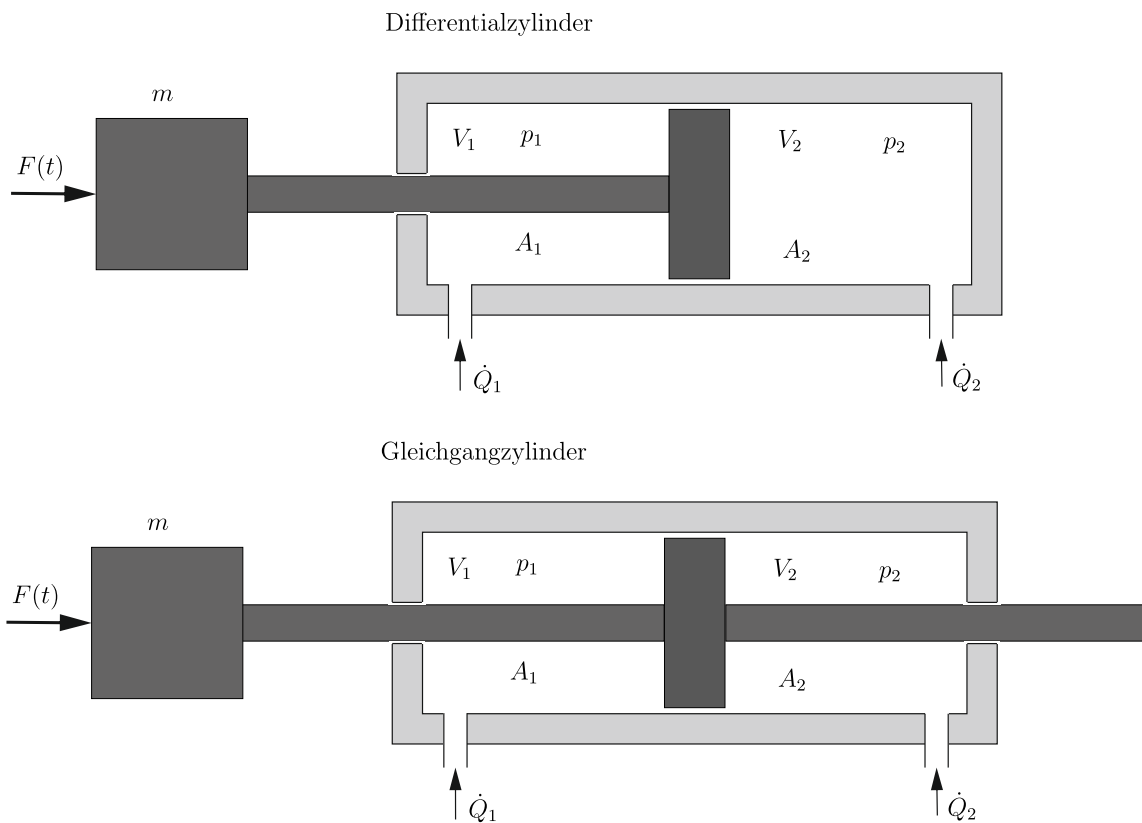 Differentialzylinder
m
F(t)
V₁ p₁ V₂ p₂
A₁ A₂
Q̇₁ Q̇₂
Gleichgangzylinder
m
F(t)
V₁ p₁ V₂ p₂
A₁ A₂
Q̇₁ Q̇₂